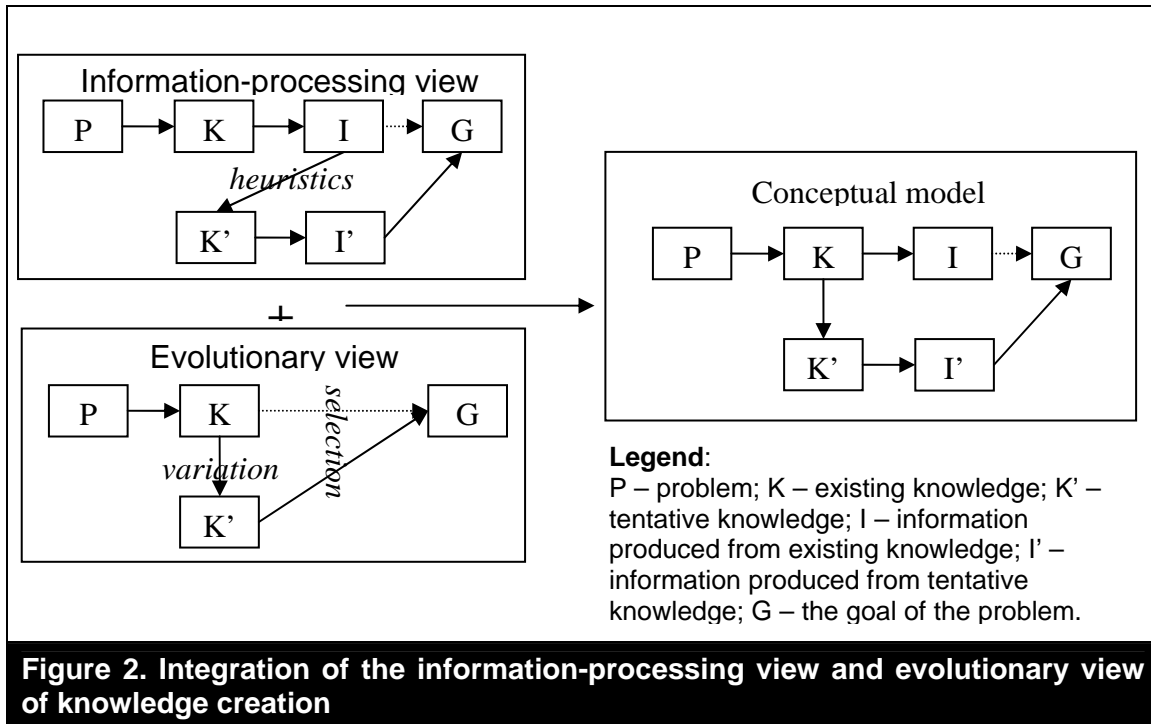 Information-processing view
P K I G
heuristics
K’ I’
+
Evolutionary view
P K G
selection
variation
K’
Conceptual model
P K I G
K’ I’
Legend:
P – problem; K – existing knowledge; K’ –
tentative knowledge; I – information
produced from existing knowledge; I’ –
information produced from tentative
knowledge; G – the goal of the problem.
Figure 2. Integration of the information-processing view and evolutionary view
of knowledge creation